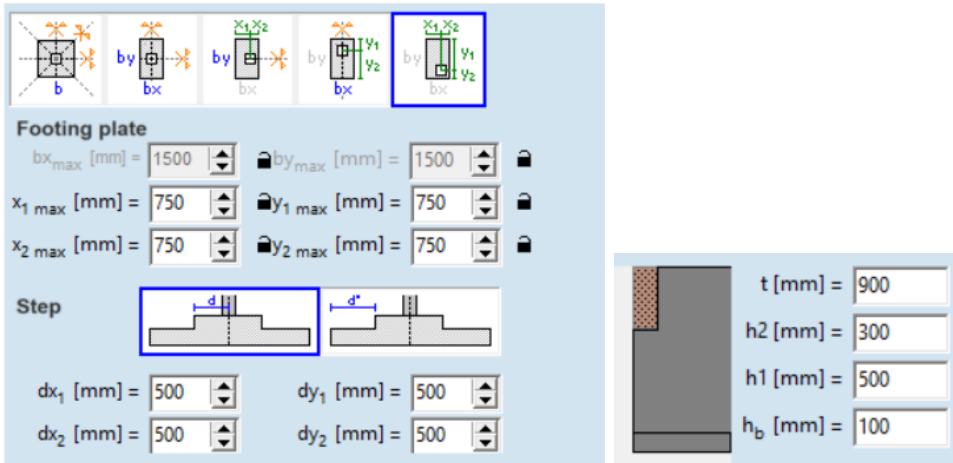 b
by
bx
x1, x2
by
bx
by
y1
y2
bx
x1, x2
by
y1
y2
bx
Footing plate
bxmax [mm] = 1500 bymax [mm] = 1500
x1 max [mm] = 750 y1 max [mm] = 750
x2 max [mm] = 750 y2 max [mm] = 750
Step
d
d*
dx1 [mm] = 500 dy1 [mm] = 500
dx2 [mm] = 500 dy2 [mm] = 500
t [mm] = 900
h2 [mm] = 300
h1 [mm] = 500
hb [mm] = 100